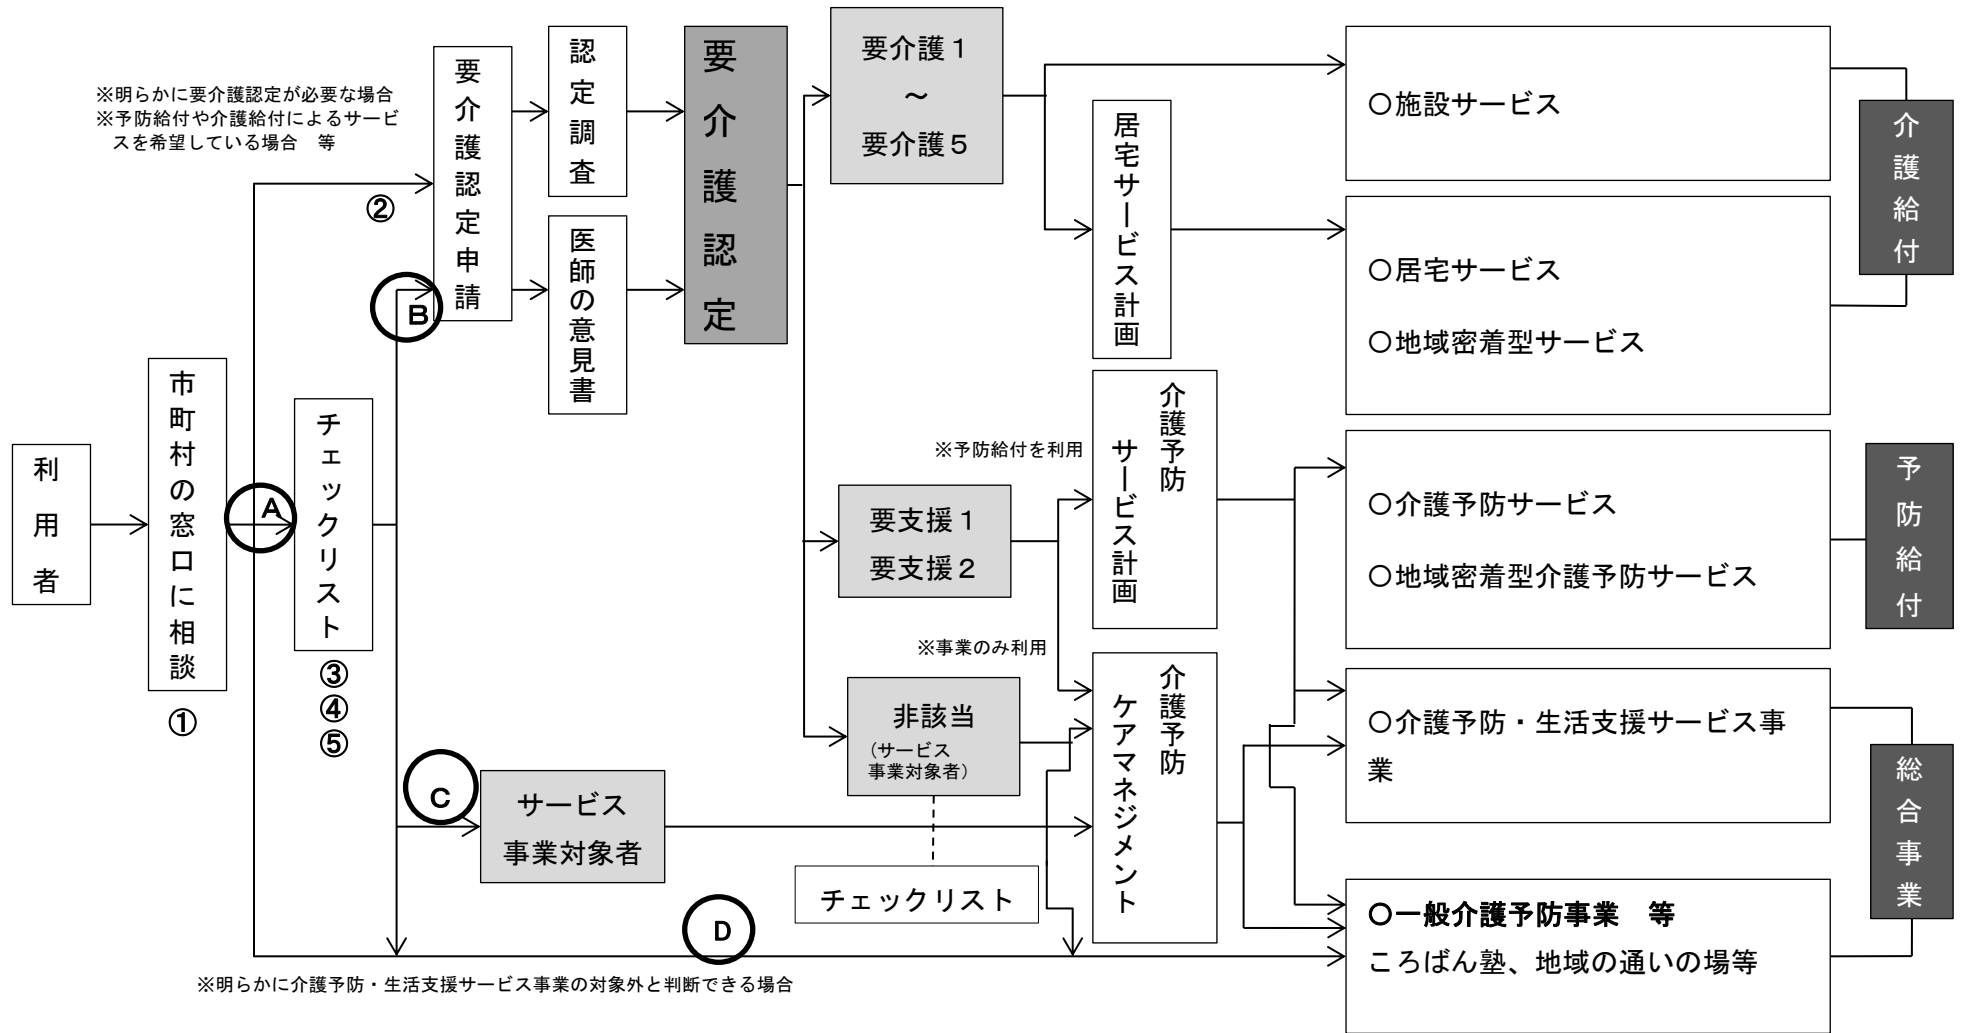 利用者
市町村の窓口に相談
①
※明らかに要介護認定が必要な場合
※予防給付や介護給付によるサービ
スを希望している場合　等
②
A
チェックリスト
③
④
⑤
B
C
D
要介護認定申請
認定調査
医師の意見書
要介護認定
サービス
事業対象者
※明らかに介護予防・生活支援サービス事業の対象外と判断できる場合
要介護１
～
要介護５
要支援１
要支援２
非該当
（サービス
事業対象者）
チェックリスト
※予防給付を利用
※事業のみ利用
居宅サービス計画
介護予防
サービス計画
介護予防
ケアマネジメント
〇施設サービス
〇居宅サービス
〇地域密着型サービス
〇介護予防サービス
〇地域密着型介護予防サービス
〇介護予防・生活支援サービス事
業
〇一般介護予防事業　等
ころばん塾、地域の通いの場等
介護給付
予防給付
総合事業